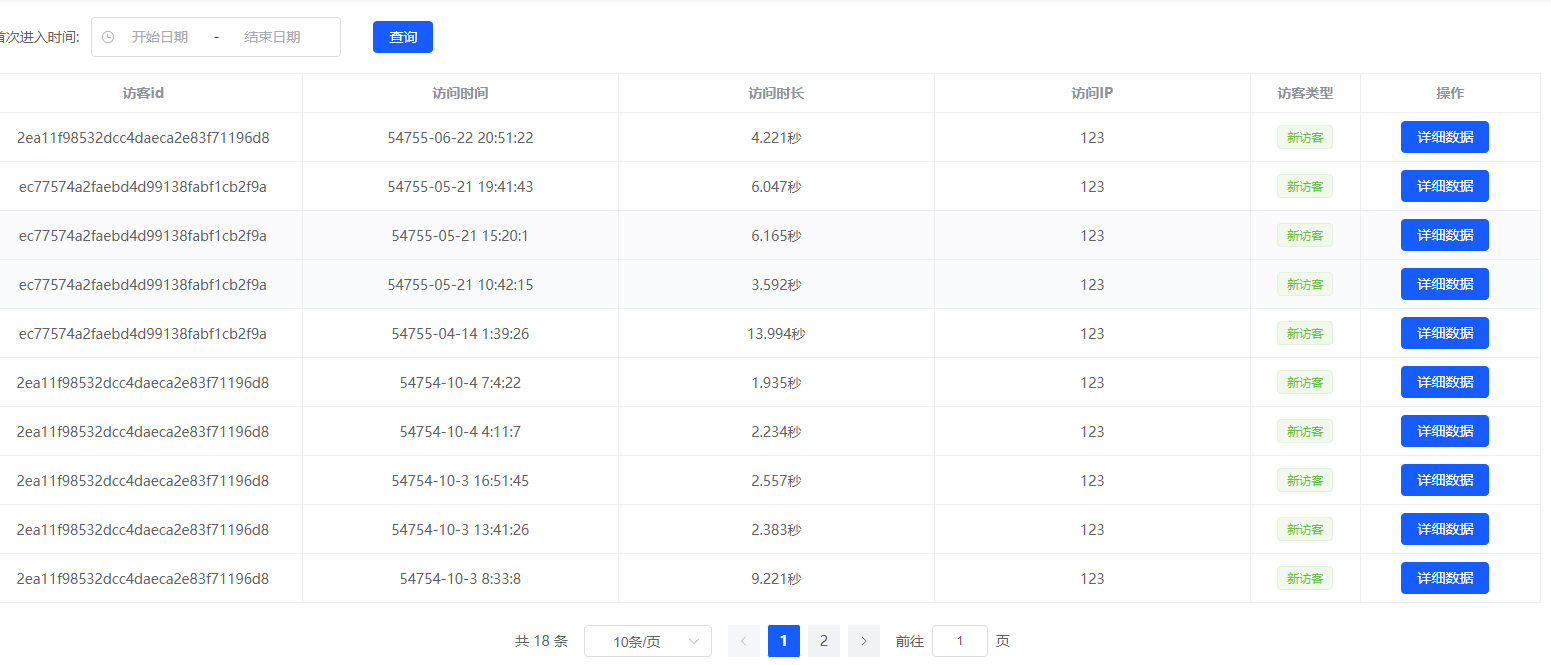 首次进入时间: 开始日期 - 结束日期 查询
访客id 访问时间 访问时长 访问IP 访客类型 操作
2ea11f98532dcc4daeca2e83f71196d8 54755-06-22 20:51:22 4.221秒 123 新访客 详细数据
ec77574a2faebd4d99138fabf1cb2f9a 54755-05-21 19:41:43 6.047秒 123 新访客 详细数据
ec77574a2faebd4d99138fabf1cb2f9a 54755-05-21 15:20:1 6.165秒 123 新访客 详细数据
ec77574a2faebd4d99138fabf1cb2f9a 54755-05-21 10:42:15 3.592秒 123 新访客 详细数据
ec77574a2faebd4d99138fabf1cb2f9a 54755-04-14 1:39:26 13.994秒 123 新访客 详细数据
2ea11f98532dcc4daeca2e83f71196d8 54754-10-4 7:4:22 1.935秒 123 新访客 详细数据
2ea11f98532dcc4daeca2e83f71196d8 54754-10-4 4:11:7 2.234秒 123 新访客 详细数据
2ea11f98532dcc4daeca2e83f71196d8 54754-10-3 16:51:45 2.557秒 123 新访客 详细数据
2ea11f98532dcc4daeca2e83f71196d8 54754-10-3 13:41:26 2.383秒 123 新访客 详细数据
2ea11f98532dcc4daeca2e83f71196d8 54754-10-3 8:33:8 9.221秒 123 新访客 详细数据
共 18 条 10条/页 1 2 前往 1 页